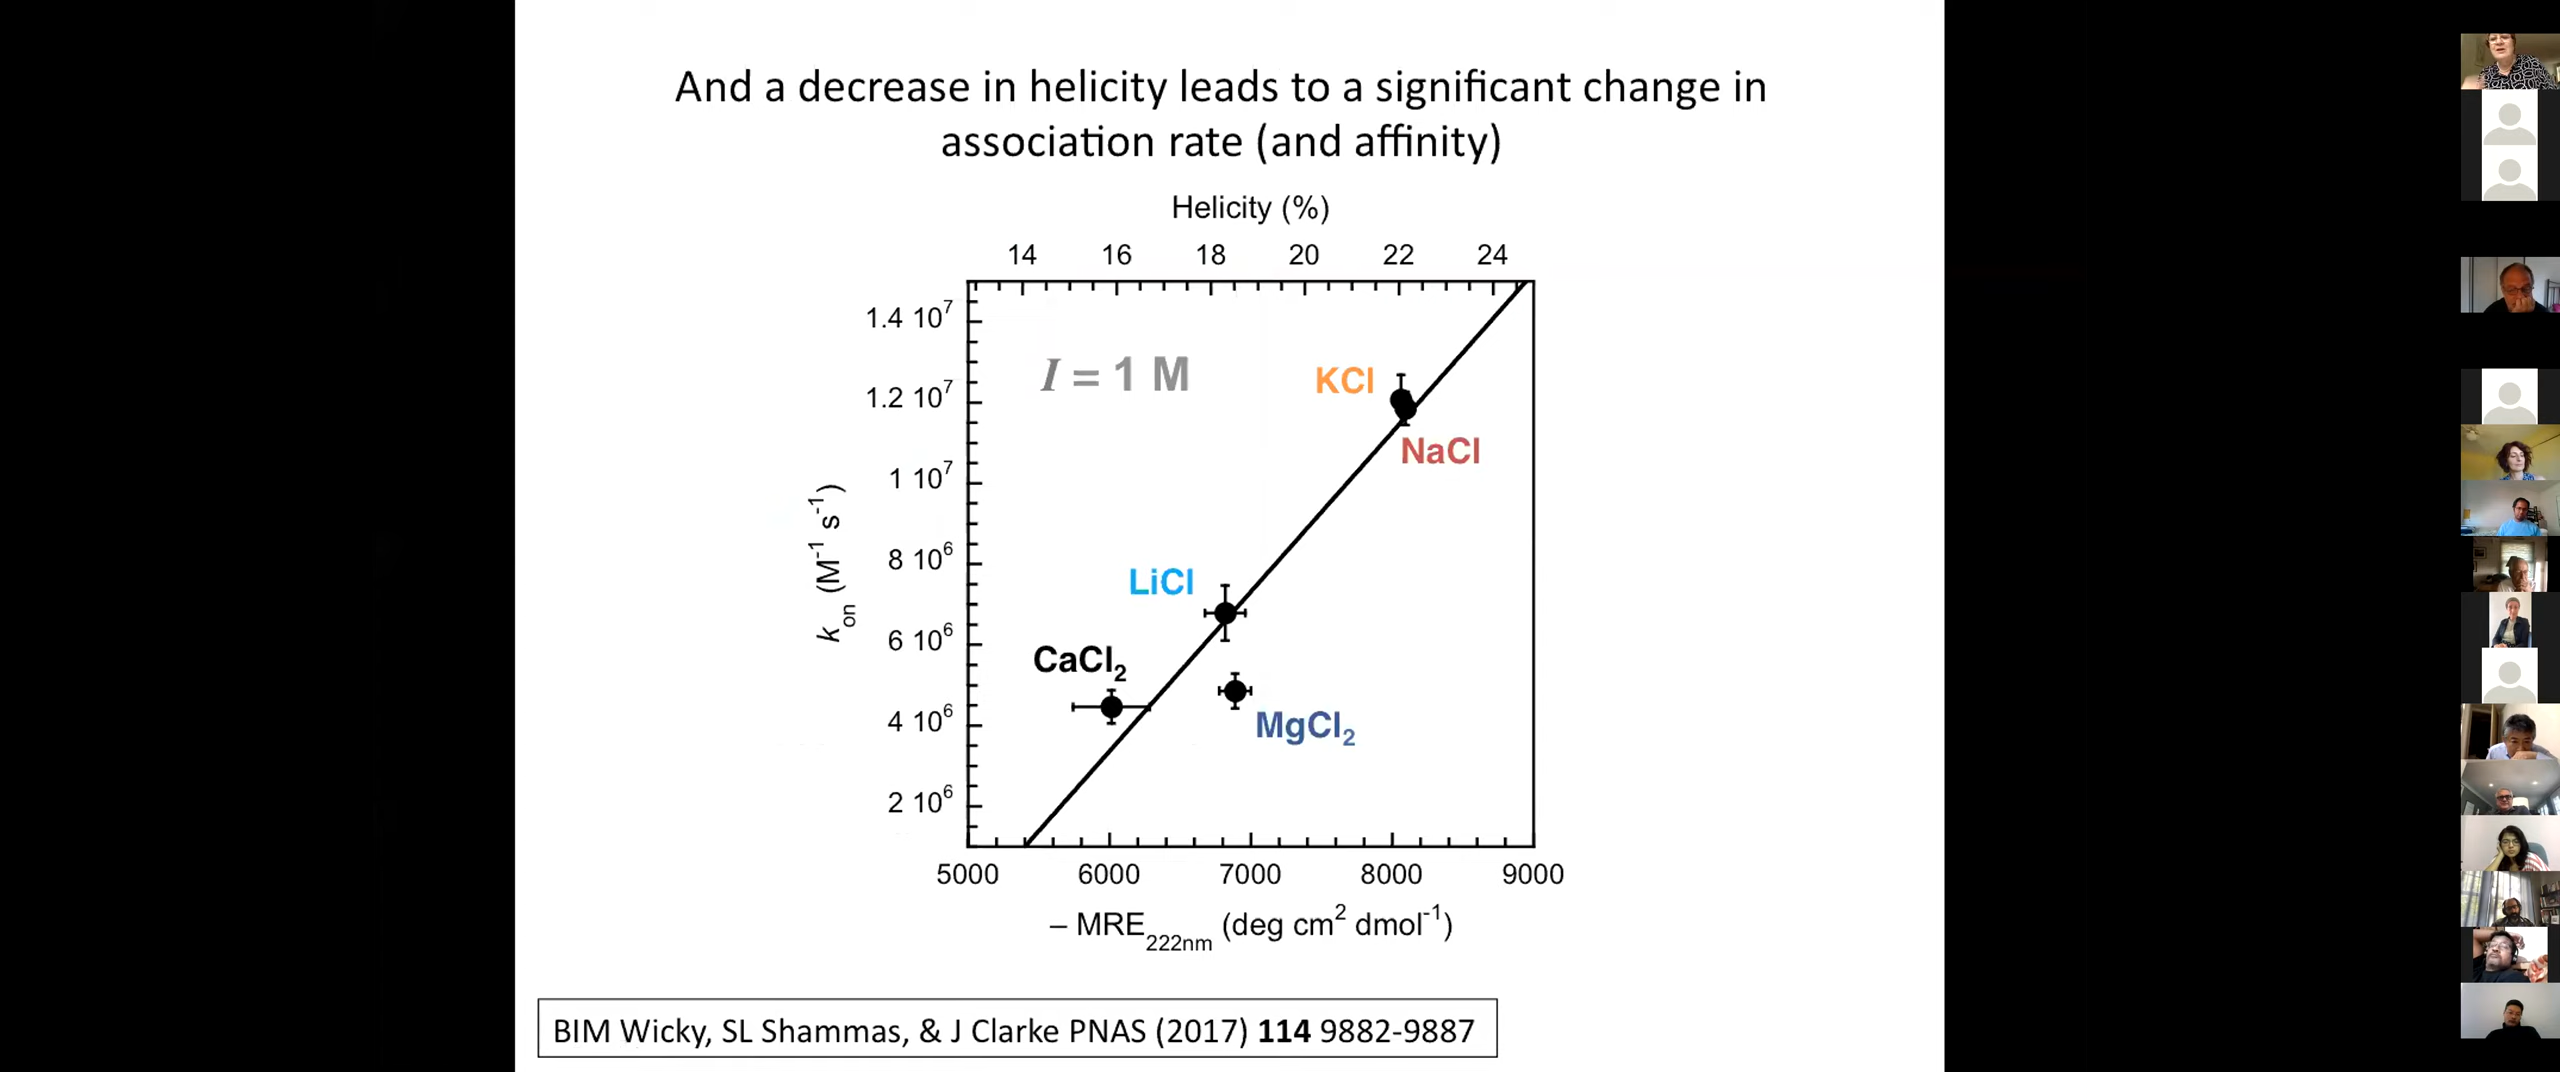 And a decrease in helicity leads to a significant change in
association rate (and affinity)
Helicity (%)
14 16 18 20 22 24
1.4 10⁷
I = 1 M
KCl
1.2 10⁷
NaCl
1 10⁷
k_on (M⁻¹ s⁻¹)
8 10⁶
LiCl
6 10⁶
CaCl₂
4 10⁶
MgCl₂
2 10⁶
5000 6000 7000 8000 9000
– MRE₂₂₂nm (deg cm² dmol⁻¹)
BIM Wicky, SL Shammas, & J Clarke PNAS (2017) 114 9882-9887